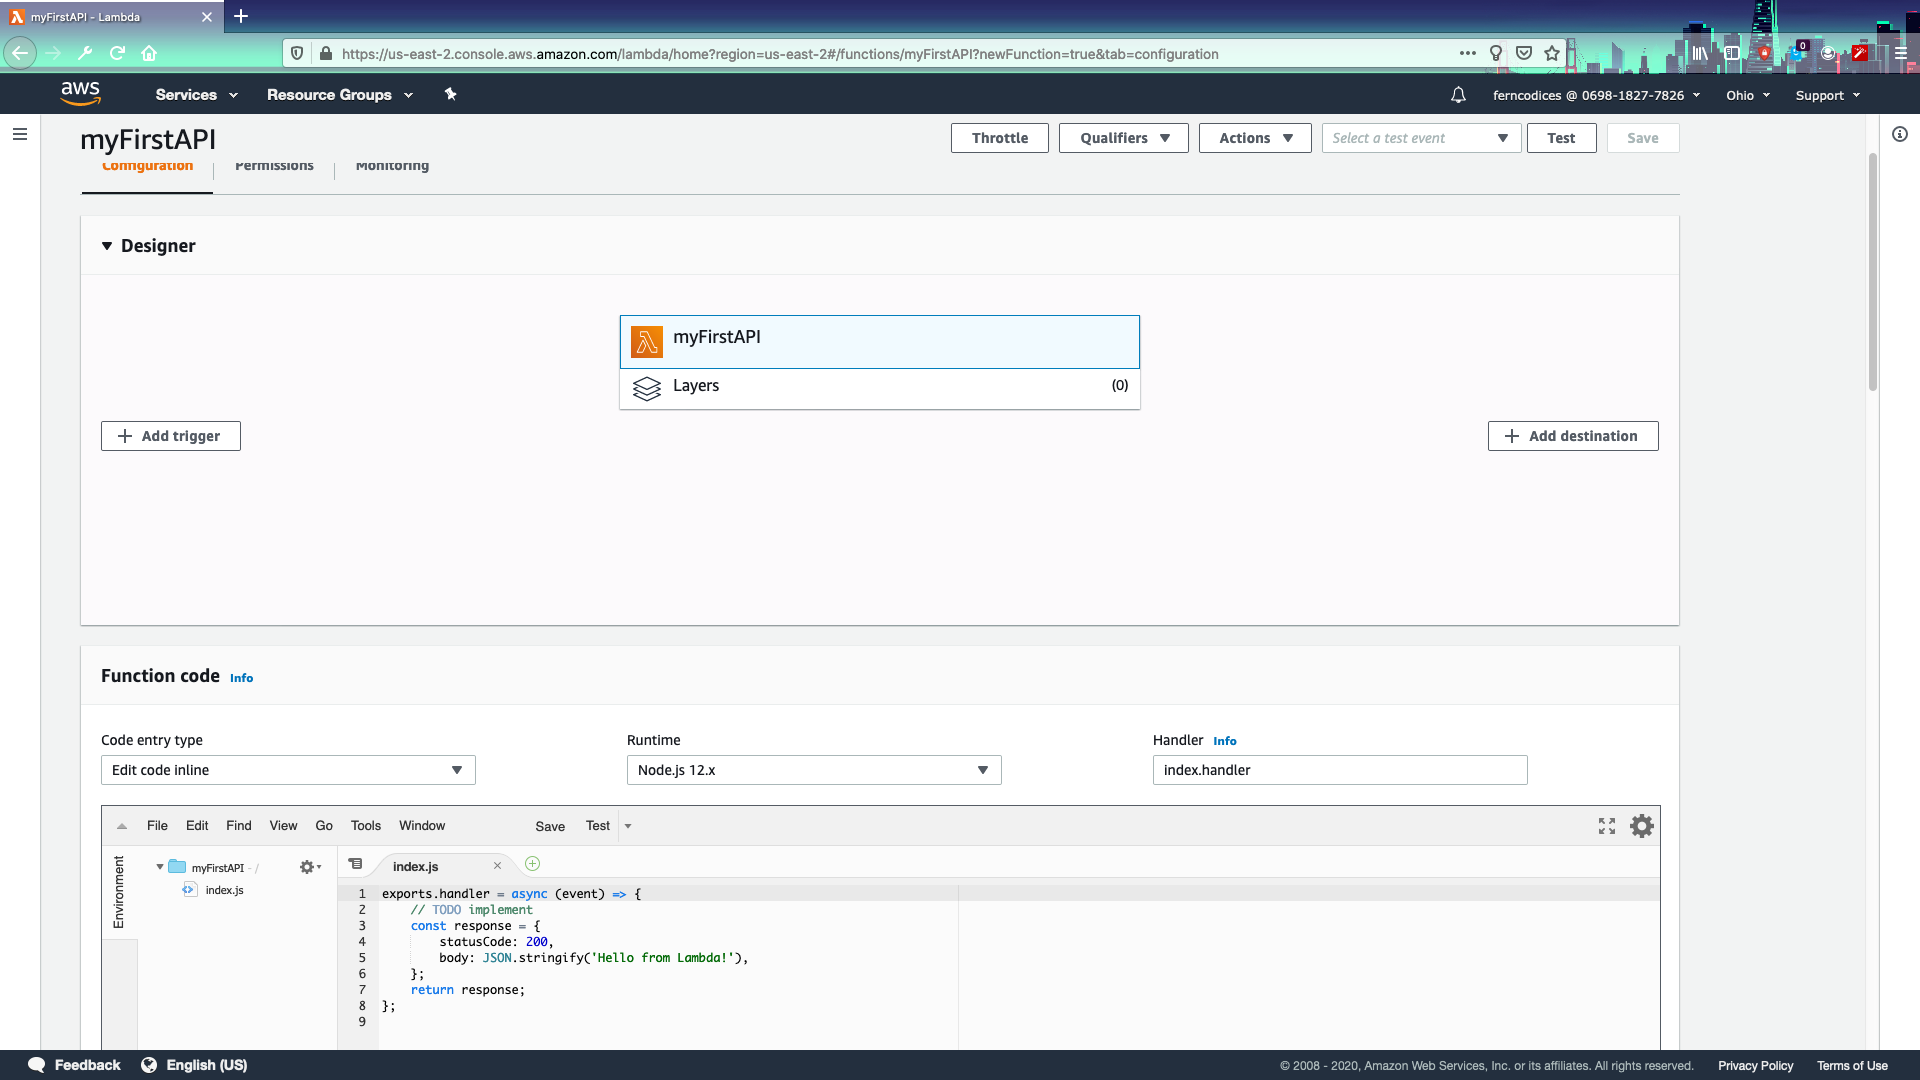 myFirstAPI - Lambda
https://us-east-2.console.aws.amazon.com/lambda/home?region=us-east-2#/functions/myFirstAPI?newFunction=true&tab=configuration
0
aws Services Resource Groups ferncodices @ 0698-1827-7826 Ohio Support
myFirstAPI Throttle Qualifiers Actions Select a test event Test Save
Configuration Permissions Monitoring
Designer
myFirstAPI
Layers (0)
Add trigger Add destination
Function code Info
Code entry type Runtime Handler Info
Edit code inline Node.js 12.x index.handler
File Edit Find View Go Tools Window Save Test
Environment
myFirstAPI - /
index.js
index.js
1 exports.handler = async (event) => {
2 // TODO implement
3 const response = {
4 statusCode: 200,
5 body: JSON.stringify('Hello from Lambda!'),
6 };
7 return response;
8 };
9
Feedback English (US) © 2008 - 2020, Amazon Web Services, Inc. or its affiliates. All rights reserved. Privacy Policy Terms of Use